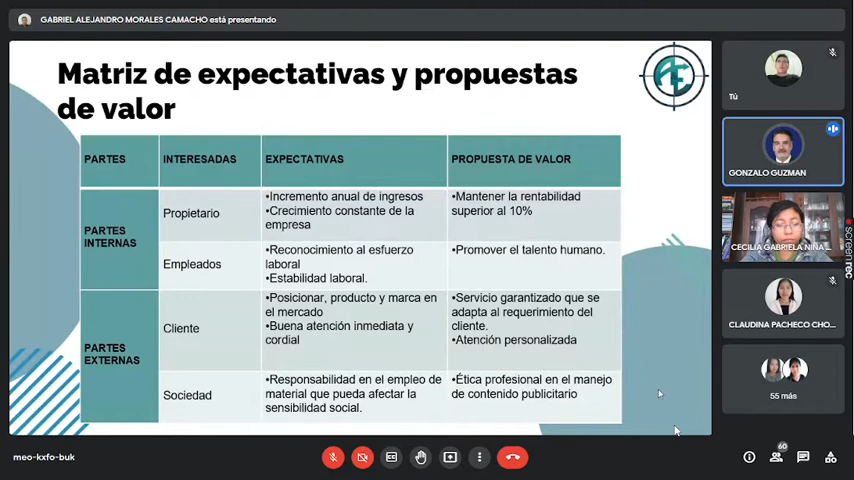 GABRIEL ALEJANDRO MORALES CAMACHO está presentando
Matriz de expectativas y propuestas
de valor
AE
PARTES
INTERESADAS
EXPECTATIVAS
PROPUESTA DE VALOR
PARTES
INTERNAS
Propietario
•Incremento anual de ingresos
•Crecimiento constante de la
empresa
•Mantener la rentabilidad
superior al 10%
Empleados
•Reconocimiento al esfuerzo
laboral
•Estabilidad laboral.
•Promover el talento humano.
PARTES
EXTERNAS
Cliente
•Posicionar, producto y marca en
el mercado
•Buena atención inmediata y
cordial
•Servicio garantizado que se
adapta al requerimiento del
cliente.
•Atención personalizada
Sociedad
•Responsabilidad en el empleo de
material que pueda afectar la
sensibilidad social.
•Ética profesional en el manejo
de contenido publicitario
Tú
GONZALO GUZMAN
CECILIA GABRIELA NINA ...
CLAUDINA PACHECO CHO...
55 más
screen rec
meo-kxfo-buk
60